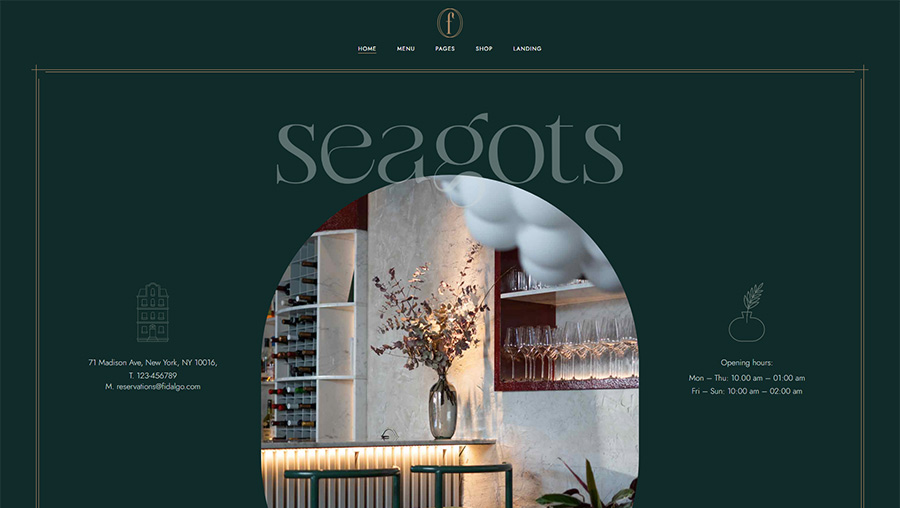 f
HOME MENU PAGES SHOP LANDING
seagots
71 Madison Ave, New York, NY 10016,
T. 123-456789
M. reservations@fidalgo.com
Opening hours:
Mon – Thu: 10.00 am – 01:00 am
Fri – Sun: 10:00 am – 02:00 am